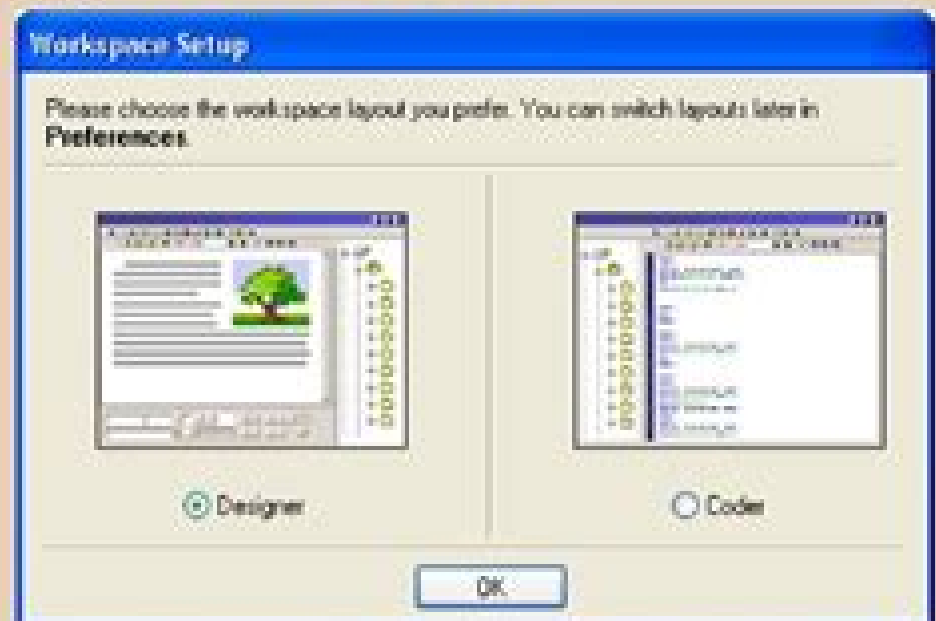 Workspace Setup
Please choose the workspace layout you prefer. You can switch layouts later in
Preferences.
Designer
Coder
OK